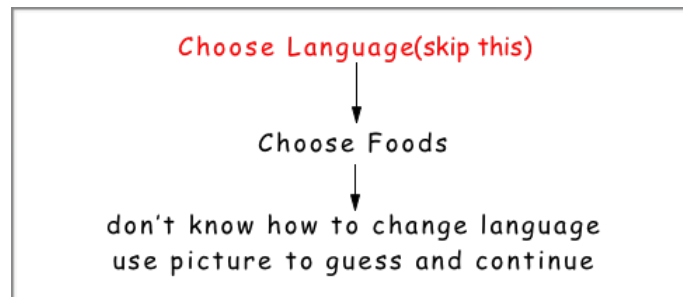 Choose Language(skip this)
Choose Foods
don't know how to change language
use picture to guess and continue